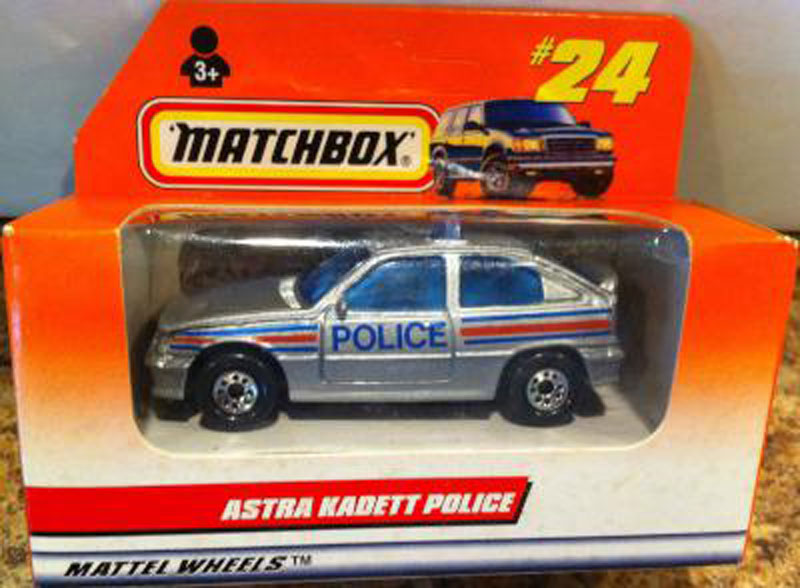 3+
#24
'MATCHBOX'®
POLICE
ASTRA KADETT POLICE
MATTEL WHEELS™